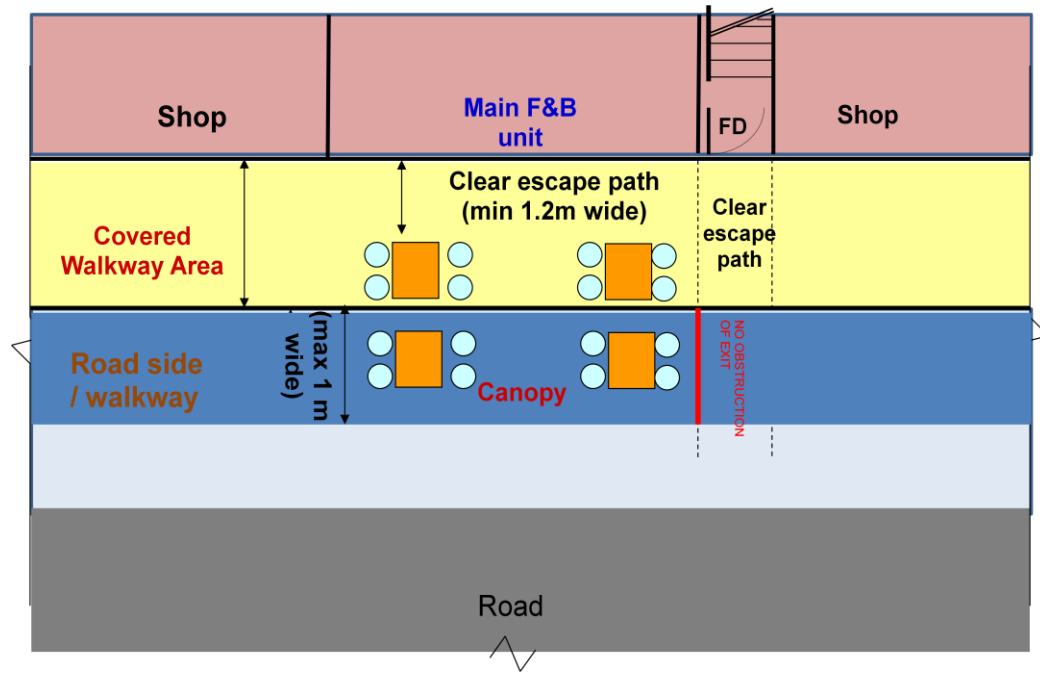 Shop
Main F&B
unit
FD
Shop
Clear escape path
(min 1.2m wide)
Clear
escape
path
Covered
Walkway Area
(max 1 m
wide)
NO OBSTRUCTION
OF EXIT
Road side
/ walkway
Canopy
Road